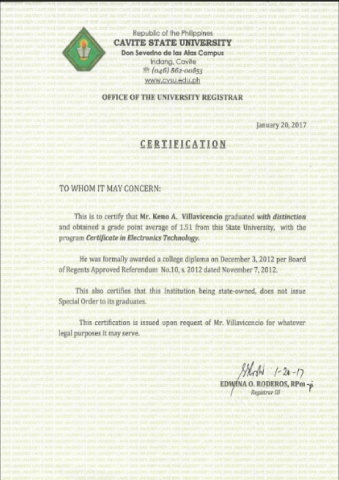 Republic of the Philippines
CAVITE STATE UNIVERSITY
Don Severino de las Alas Campus
Indang, Cavite
☎ (046) 862-00853
www.cvsu.edu.ph
OFFICE OF THE UNIVERSITY REGISTRAR
January 20, 2017
CERTIFICATION
TO WHOM IT MAY CONCERN:
This is to certify that Mr. Keno A. Villavicencio graduated with distinction
and obtained a grade point average of 1.51 from this State University, with the
program Certificate in Electronics Technology.
He was formally awarded a college diploma on December 3, 2012 per Board
of Regents Approved Referendum No.10, s. 2012 dated November 7, 2012.
This also certifies that this Institution being state-owned, does not issue
Special Order to its graduates.
This certification is issued upon request of Mr. Villavicencio for whatever
legal purposes it may serve.
1-20-17
EDWINA O. RODEROS, RPm
Registrar III